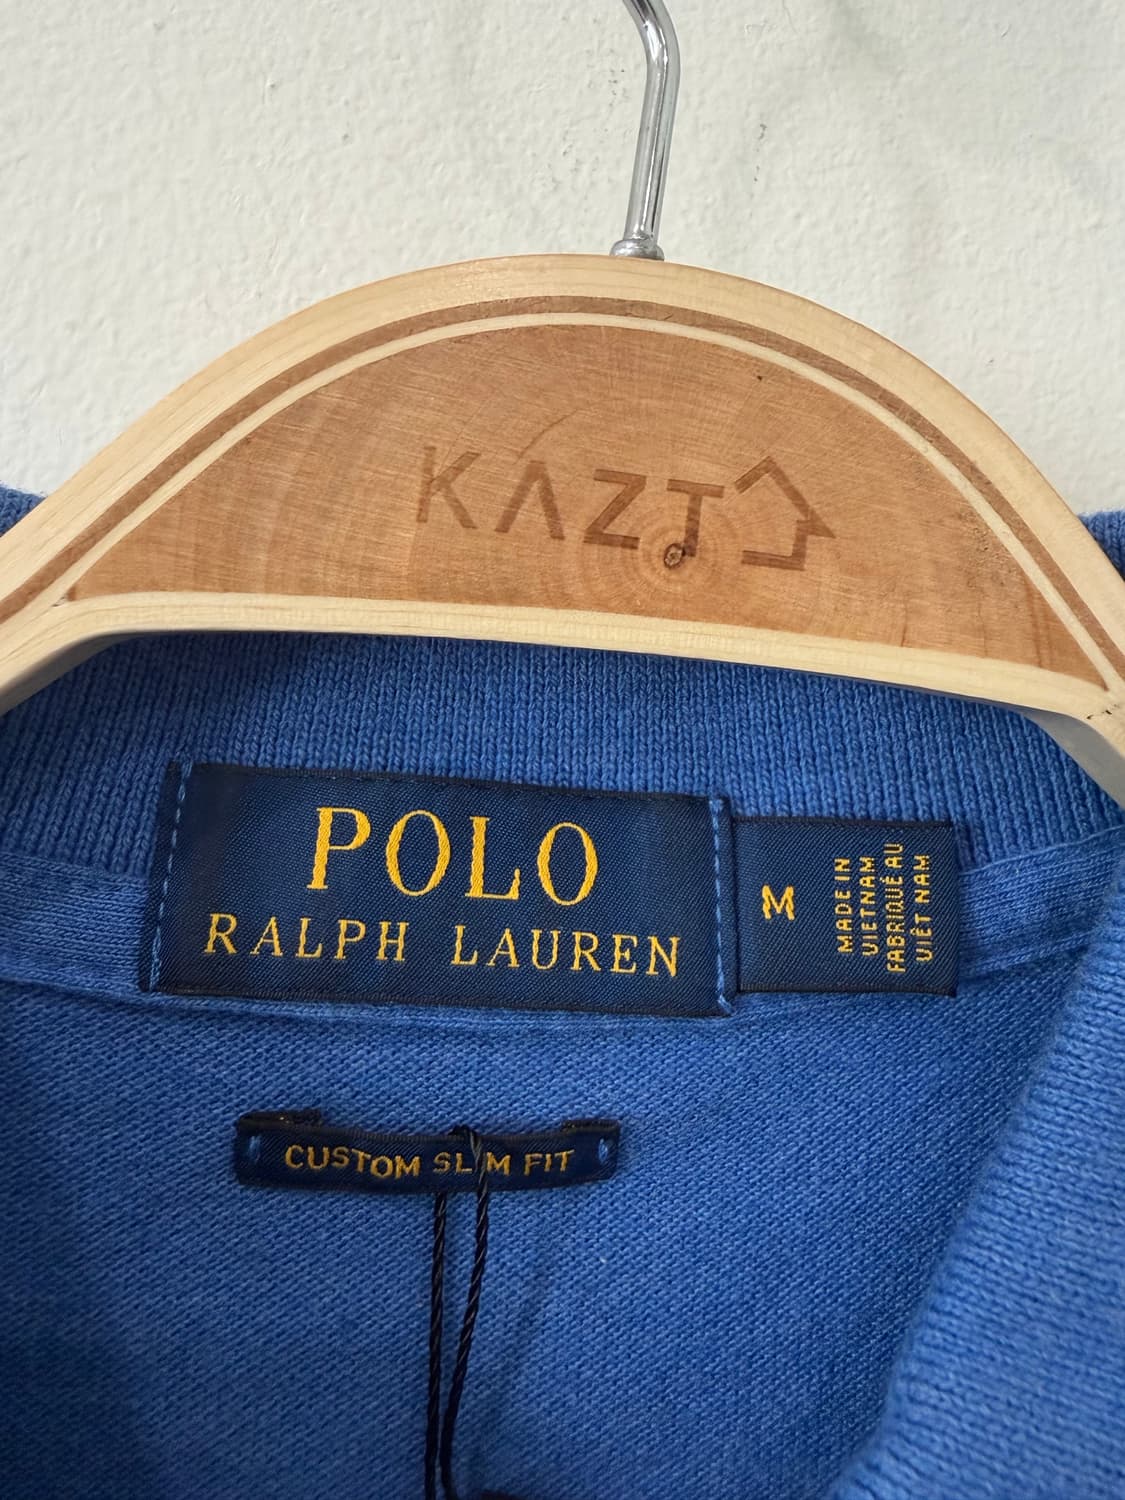 KAZT
POLO
RALPH LAUREN
M
MADE IN
VIETNAM
FABRIQUÉ AU
VIÊT NAM
CUSTOM SLIM FIT